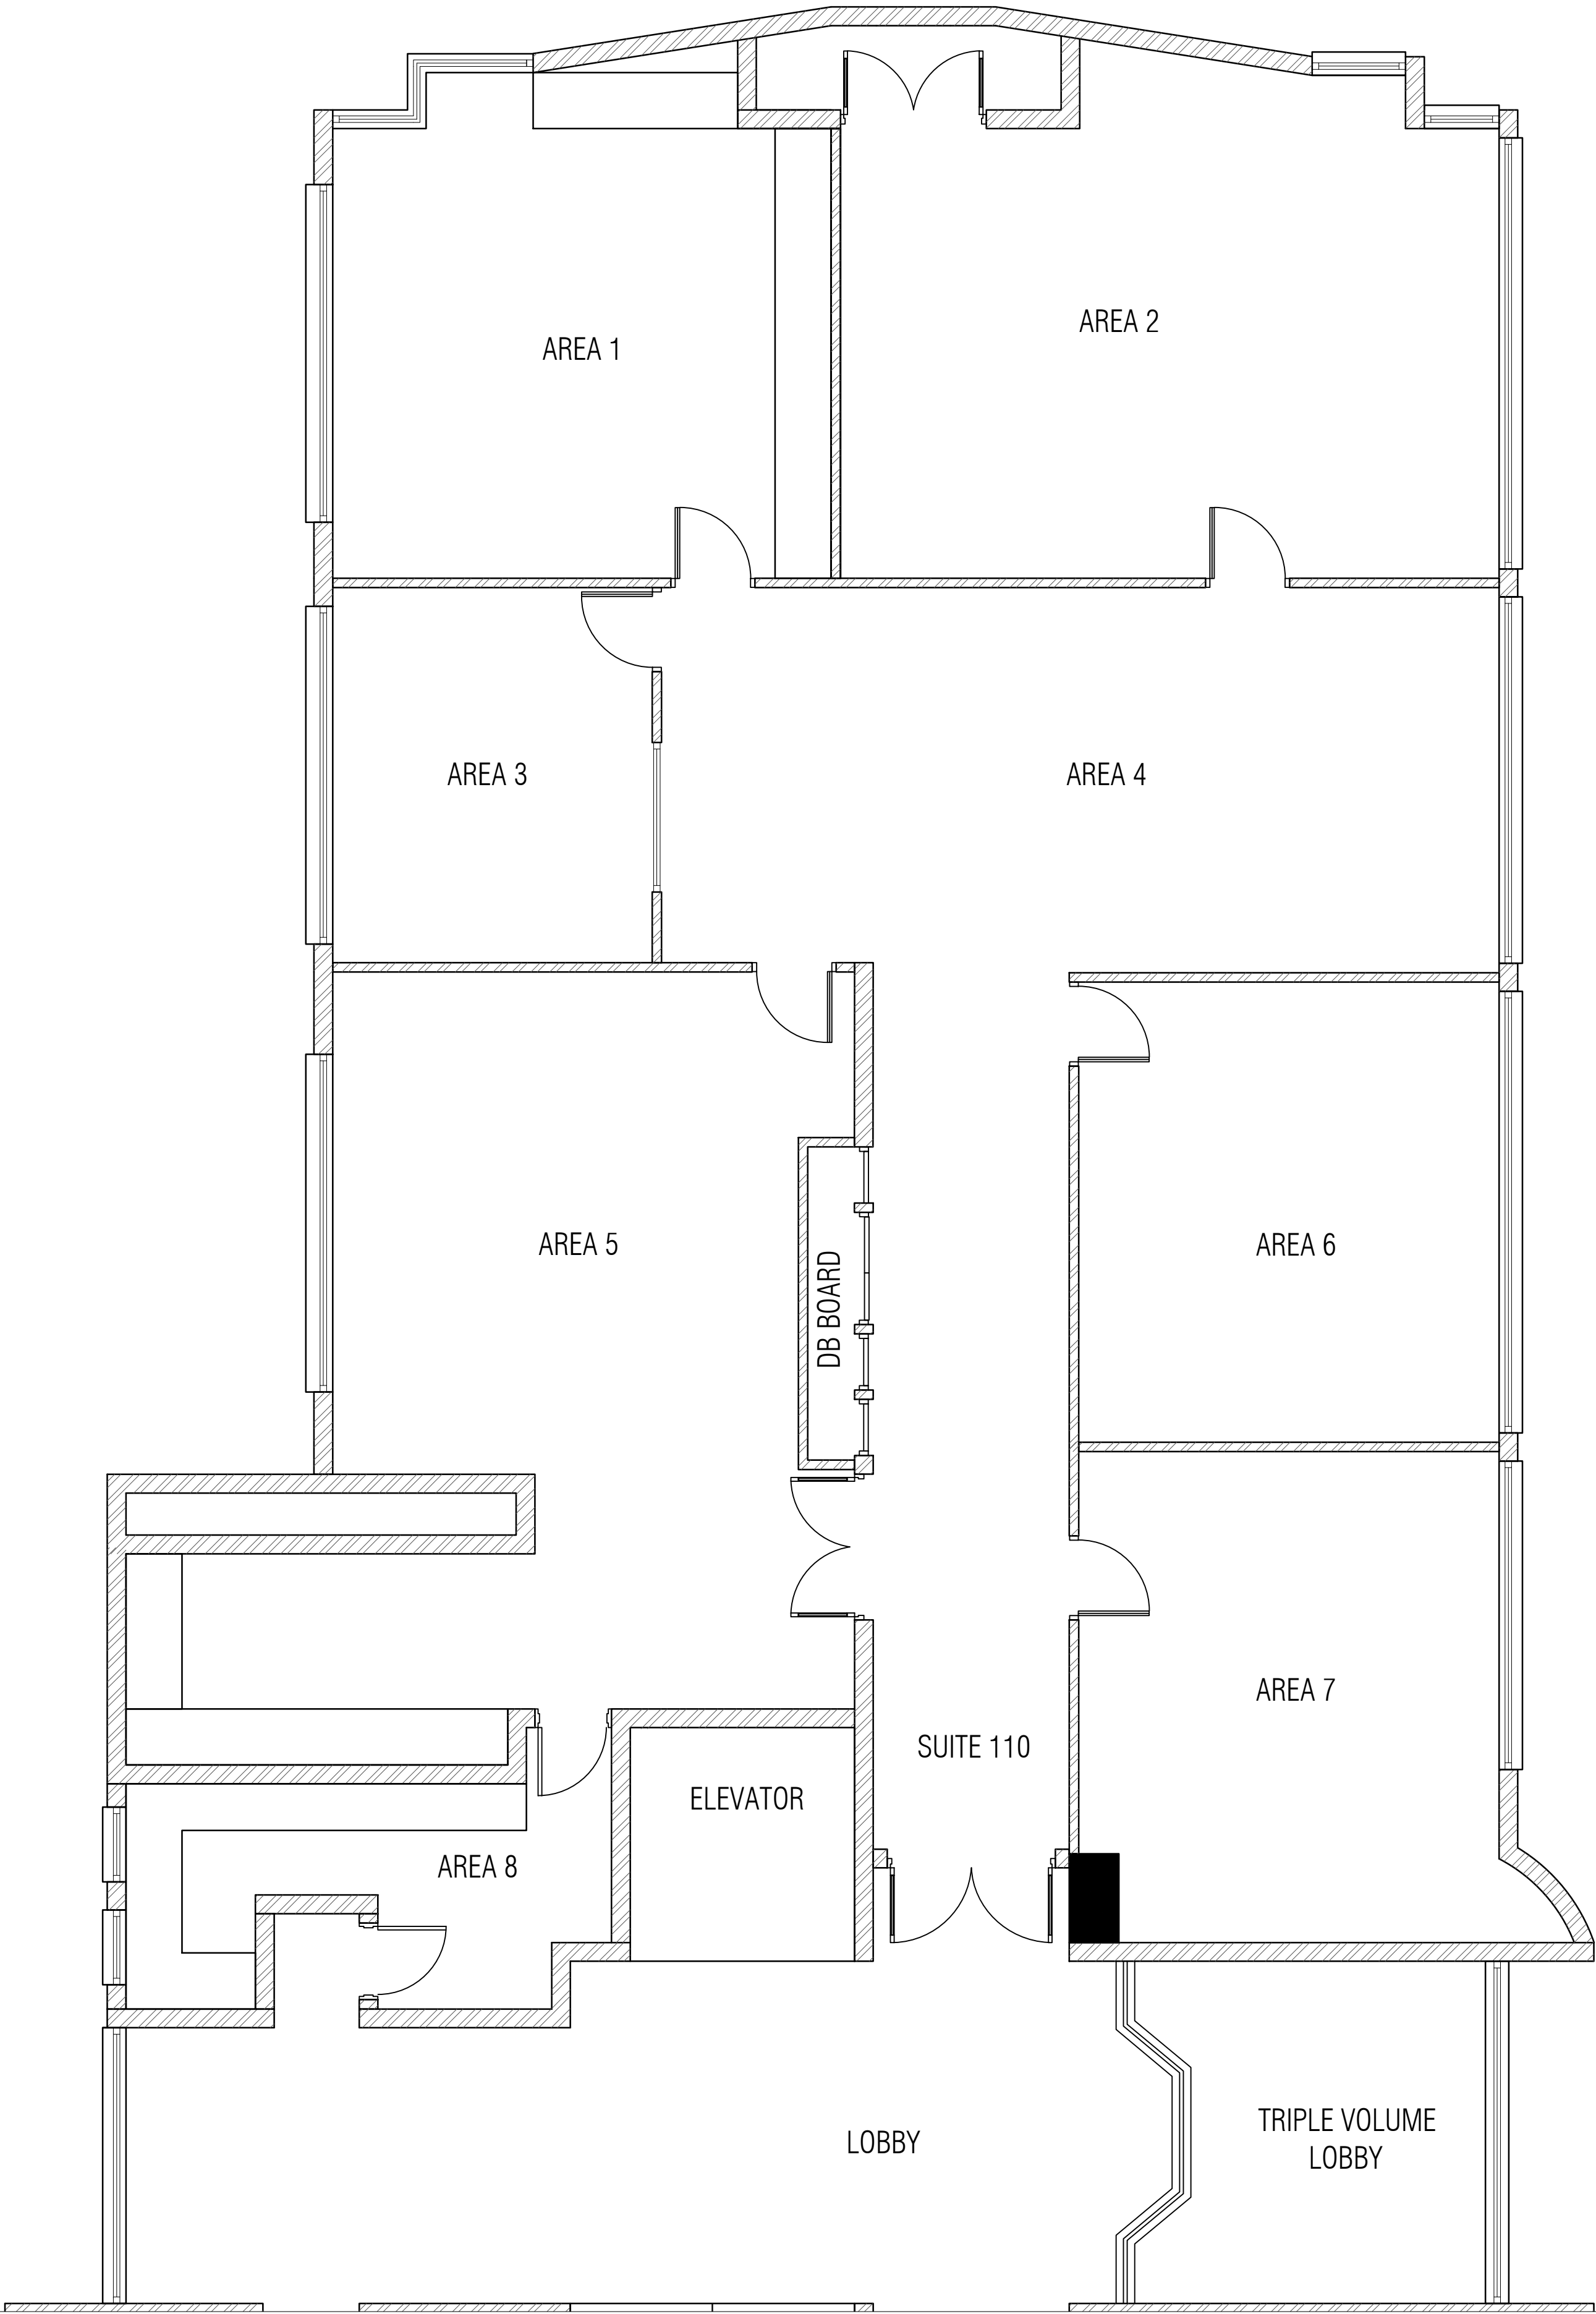 AREA 2
AREA 1
AREA 3
AREA 4
AREA 5
AREA 6
DB BOARD
AREA 7
SUITE 110
ELEVATOR
AREA 8
LOBBY
TRIPLE VOLUME
LOBBY